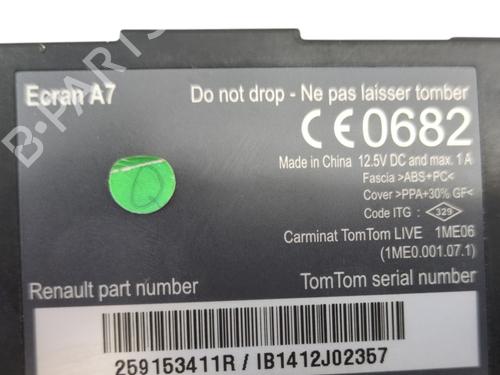 B-PARTS
Ecran A7
Do not drop - Ne pas laisser tomber
CE0682
Made in China 12.5V DC and max. 1 A
Fascia >ABS+PC<
Cover >PPA+30% GF<
Code ITG : 329
Carminat TomTom LIVE 1ME06
(1ME0.001.07.1)
Renault part number
TomTom serial number
259153411R / IB1412J02357